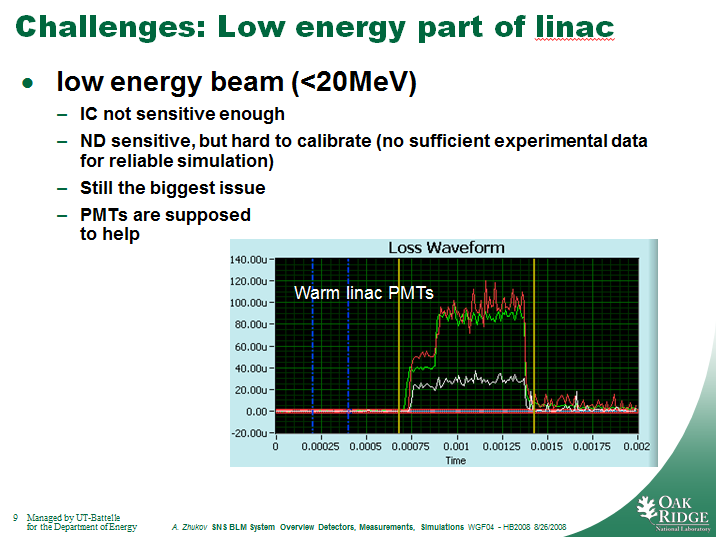 Challenges: Low energy part of linac
• low energy beam (<20MeV)
– IC not sensitive enough
– ND sensitive, but hard to calibrate (no sufficient experimental data
for reliable simulation)
– Still the biggest issue
– PMTs are supposed
to help
Loss Waveform
140.00u
120.00u
100.00u
80.00u
60.00u
40.00u
20.00u
0.00
-20.00u
Warm linac PMTs
0 0.00025 0.0005 0.00075 0.001 0.00125 0.0015 0.00175 0.002
Time
9 Managed by UT-Battelle
for the Department of Energy
A. Zhukov SNS BLM System Overview Detectors, Measurements, Simulations WGF04 - HB2008 8/26/2008
OAK
RIDGE
National Laboratory